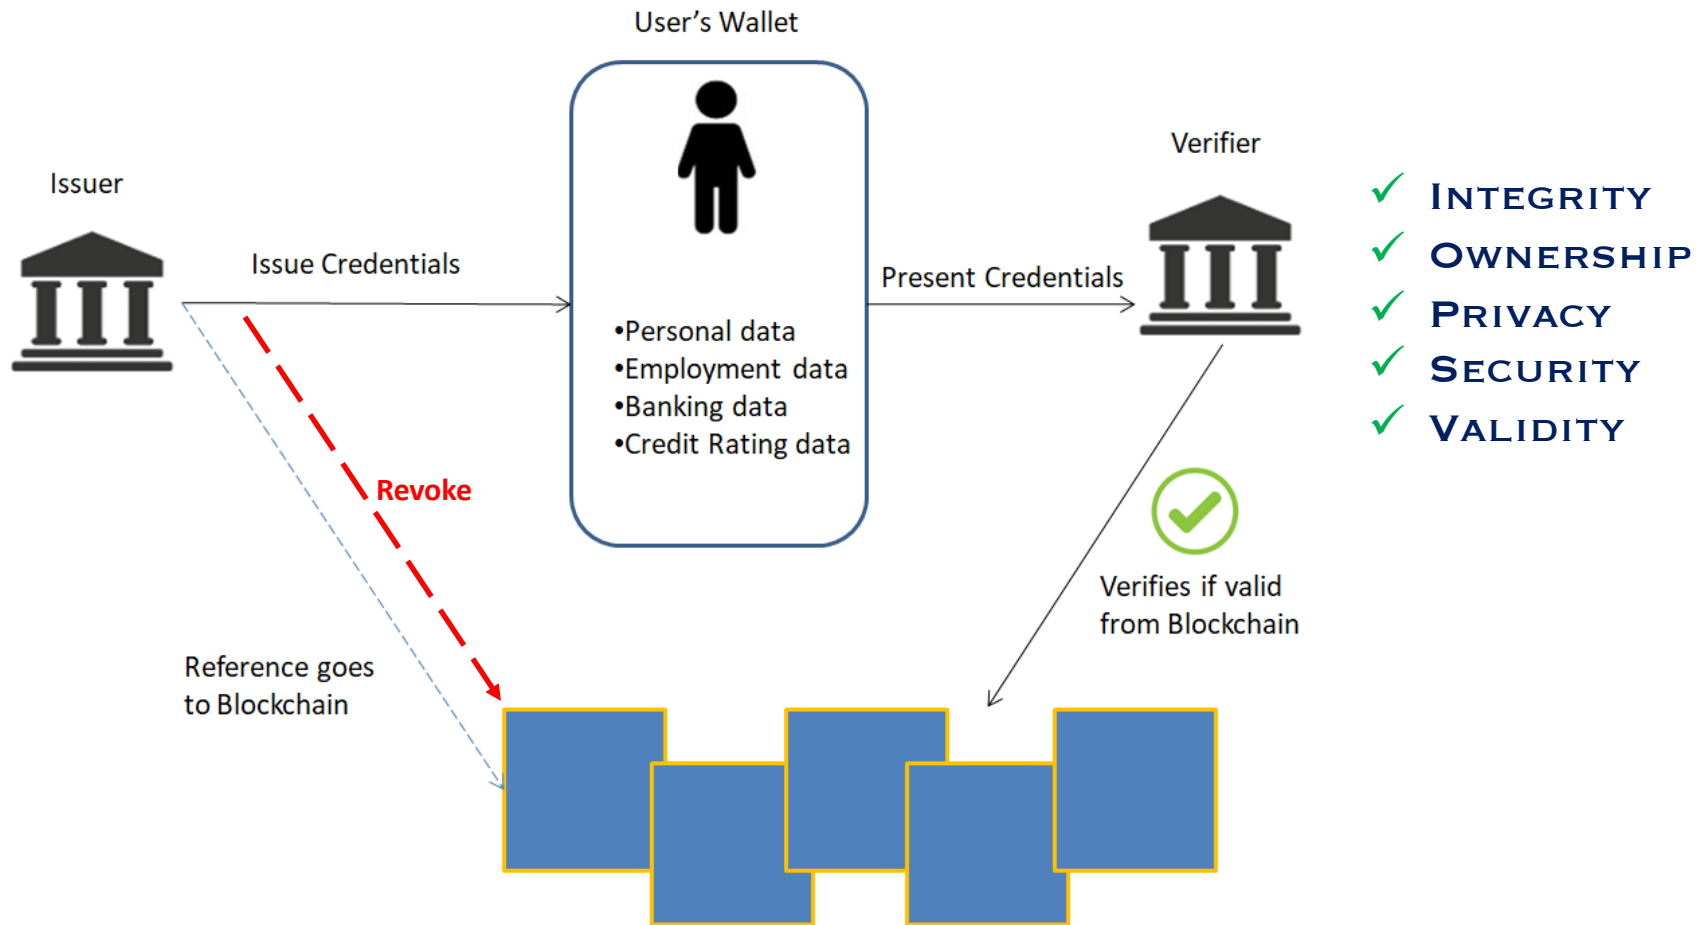 User's Wallet
Issuer
Issue Credentials
•Personal data
•Employment data
•Banking data
•Credit Rating data
Present Credentials
Verifier
✓ INTEGRITY
✓ OWNERSHIP
✓ PRIVACY
✓ SECURITY
✓ VALIDITY
Revoke
Verifies if valid
from Blockchain
Reference goes
to Blockchain